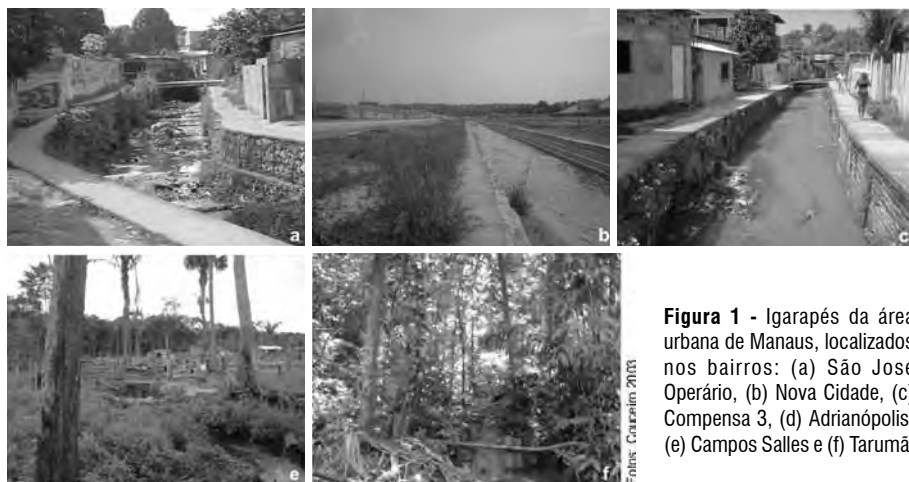 a
b
c
e
f
Fotos: Couceiro 2003
Figura 1 - Igarapés da área
urbana de Manaus, localizados
nos bairros: (a) São José
Operário, (b) Nova Cidade, (c)
Compensa 3, (d) Adrianópolis,
(e) Campos Salles e (f) Tarumã